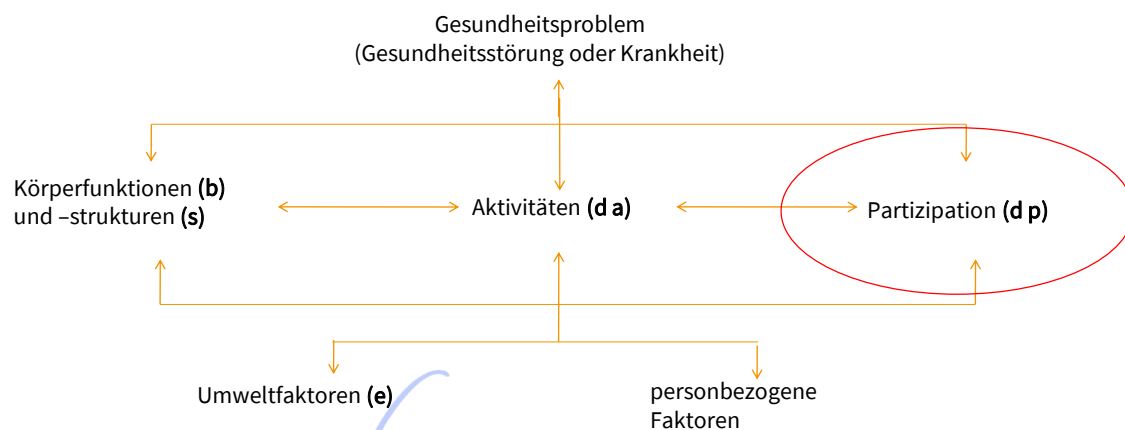 Gesundheitsproblem
(Gesundheitsstörung oder Krankheit)
Körperfunktionen (b)
und –strukturen (s)
Aktivitäten (d a)
Partizipation (d p)
Umweltfaktoren (e)
personbezogene
Faktoren